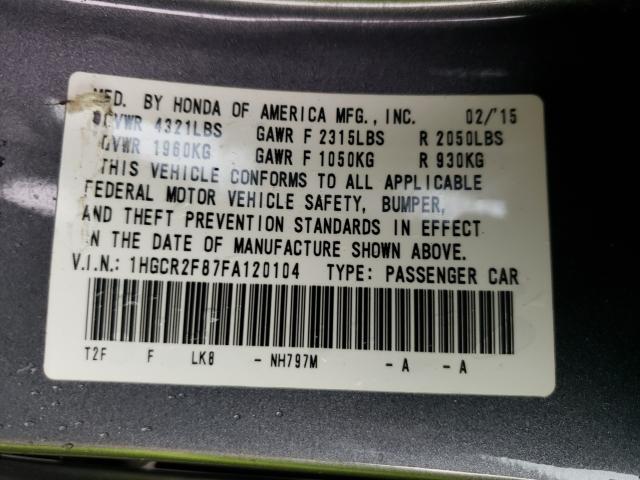 MFD. BY HONDA OF AMERICA MFG., INC. 02/'15
GVWR 4321LBS GAWR F 2315LBS R 2050LBS
GVWR 1960KG GAWR F 1050KG R 930KG
THIS VEHICLE CONFORMS TO ALL APPLICABLE
FEDERAL MOTOR VEHICLE SAFETY, BUMPER,
AND THEFT PREVENTION STANDARDS IN EFFECT
ON THE DATE OF MANUFACTURE SHOWN ABOVE.
V.I.N.: 1HGCR2F87FA120104 TYPE: PASSENGER CAR
T2F F LK8 - NH797M - A - A